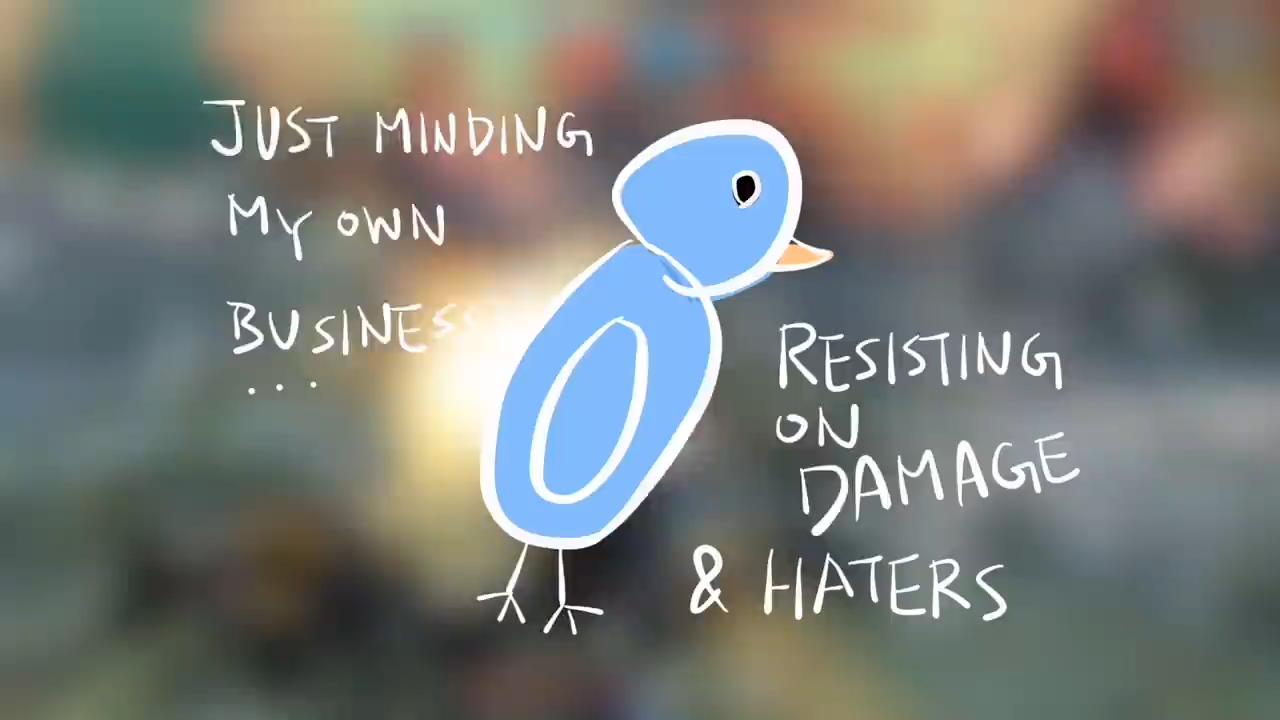 JUST MINDING
MY OWN
BUSINESS
...
RESISTING
ON
DAMAGE
& HATERS